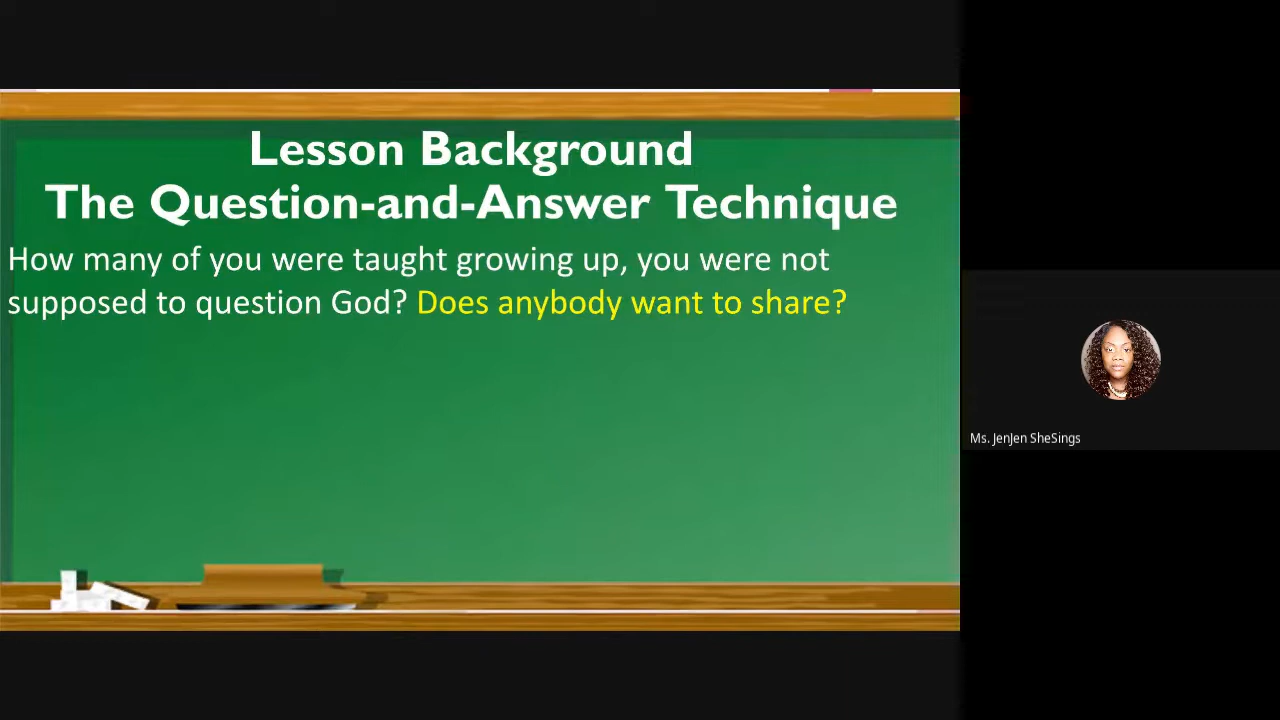 Lesson Background
The Question-and-Answer Technique
How many of you were taught growing up, you were not
supposed to question God? Does anybody want to share?
Ms. JenJen SheSings